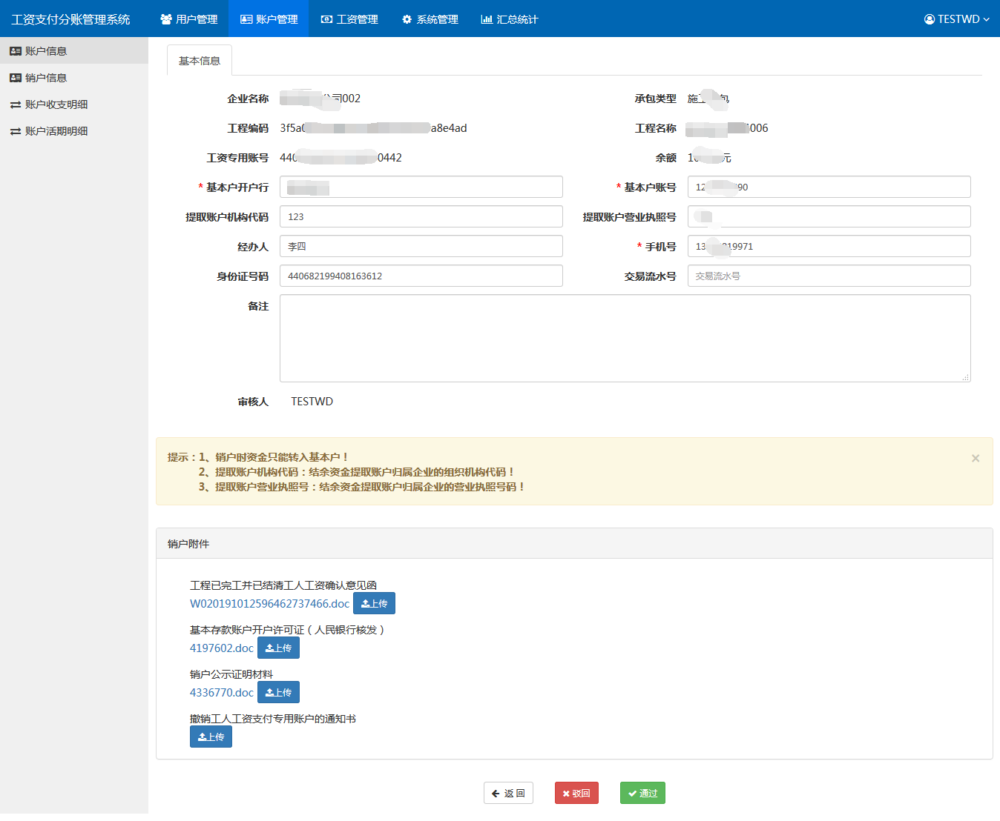 工资支付分账管理系统 用户管理 账户管理 工资管理 系统管理 汇总统计 TESTWD
账户信息
销户信息
账户收支明细
账户活期明细
基本信息
企业名称 公司002 承包类型 施工 包
工程编码 3f5a a8e4ad 工程名称 006
工资专用账号 440 0442 余额 元
* 基本户开户行 * 基本户账号 12 90
提取账户机构代码 123 提取账户营业执照号
经办人 李四 * 手机号 13 19971
身份证号码 440682199408163612 交易流水号 交易流水号
备注
审核人 TESTWD
提示：1、销户时资金只能转入基本户！ ×
2、提取账户机构代码：结余资金提取账户归属企业的组织机构代码！
3、提取账户营业执照号：结余资金提取账户归属企业的营业执照号码！
销户附件
工程已完工并已结清工人工资确认意见函
W020191012596462737466.doc 上传
基本存款账户开户许可证（人民银行核发）
4197602.doc 上传
销户公示证明材料
4336770.doc 上传
撤销工人工资支付专用账户的通知书
上传
返回 驳回 通过